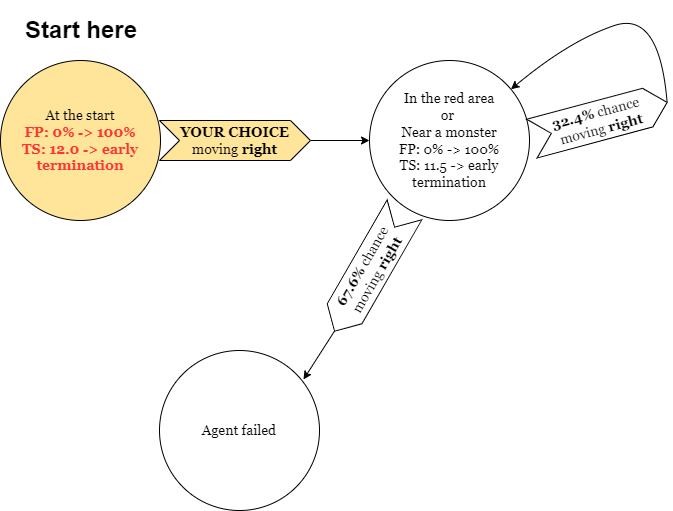 Start here
At the start
FP: 0% -> 100%
TS: 12.0 -> early
termination
YOUR CHOICE
moving right
In the red area
or
Near a monster
FP: 0% -> 100%
TS: 11.5 -> early
termination
32.4% chance
moving right
67.6% chance
moving right
Agent failed